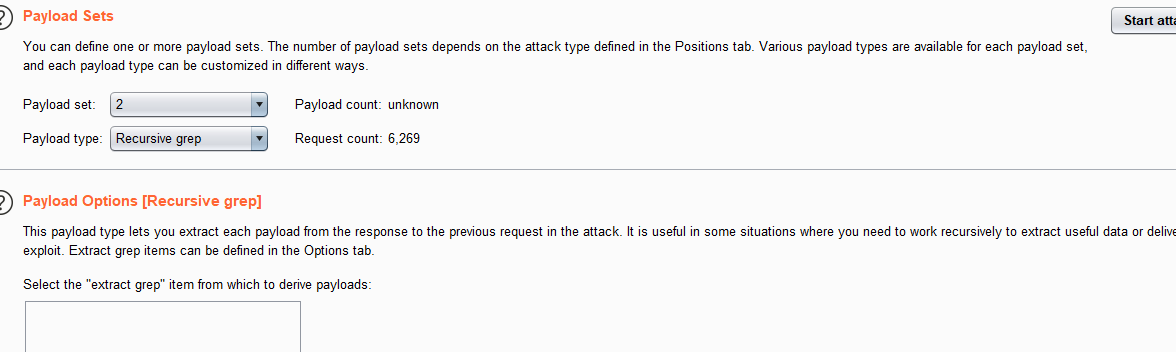 ? Payload Sets
Start att
You can define one or more payload sets. The number of payload sets depends on the attack type defined in the Positions tab. Various payload types are available for each payload set,
and each payload type can be customized in different ways.
Payload set: 2 Payload count: unknown
Payload type: Recursive grep Request count: 6,269
? Payload Options [Recursive grep]
This payload type lets you extract each payload from the response to the previous request in the attack. It is useful in some situations where you need to work recursively to extract useful data or delive
exploit. Extract grep items can be defined in the Options tab.
Select the "extract grep" item from which to derive payloads: